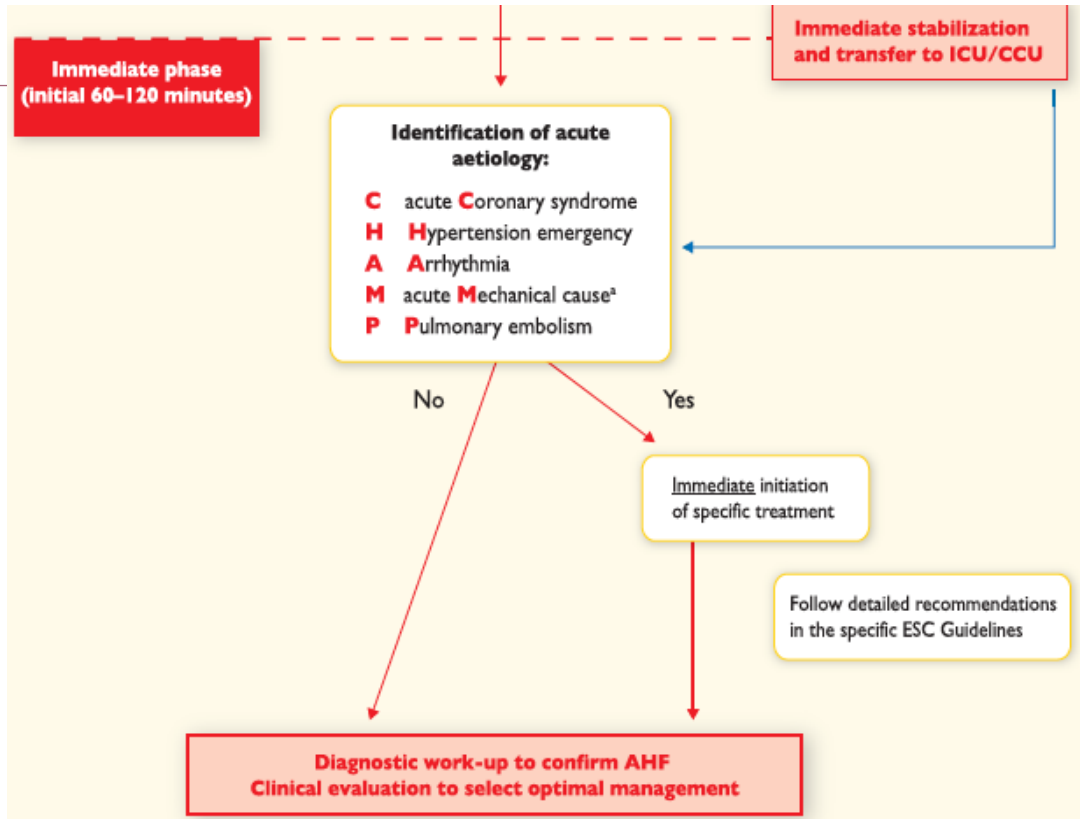 Immediate stabilization
and transfer to ICU/CCU
Immediate phase
(initial 60–120 minutes)
Identification of acute
aetiology:
C acute Coronary syndrome
H Hypertension emergency
A Arrhythmia
M acute Mechanical causeª
P Pulmonary embolism
No
Yes
Immediate initiation
of specific treatment
Follow detailed recommendations
in the specific ESC Guidelines
Diagnostic work-up to confirm AHF
Clinical evaluation to select optimal management